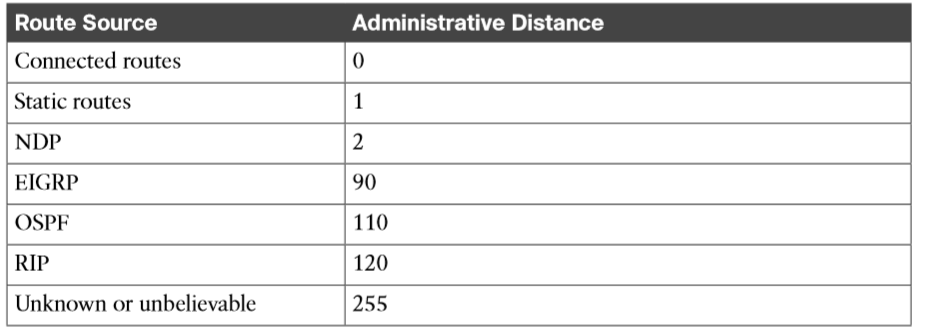 Route Source Administrative Distance
Connected routes 0
Static routes 1
NDP 2
EIGRP 90
OSPF 110
RIP 120
Unknown or unbelievable 255